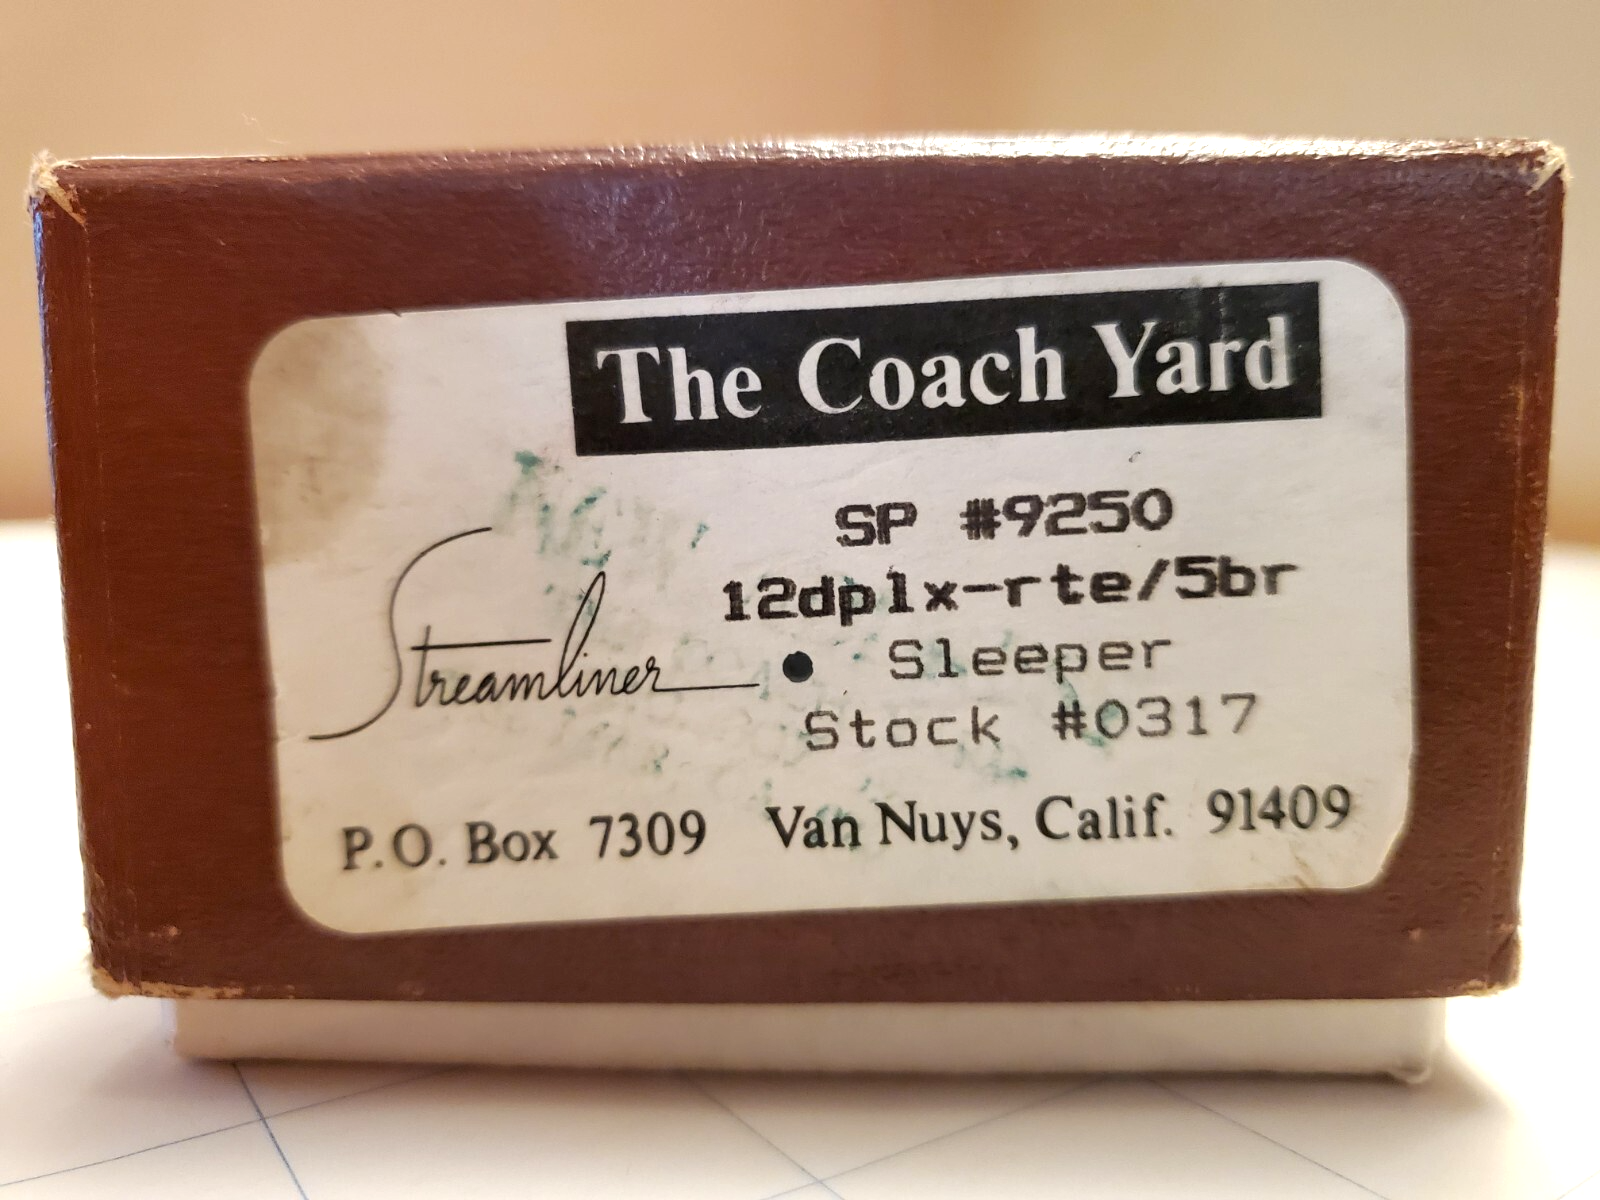 The Coach Yard
SP #9250
12dplx-rte/5br
Streamliner • Sleeper
Stock #0317
P.O. Box 7309 Van Nuys, Calif. 91409